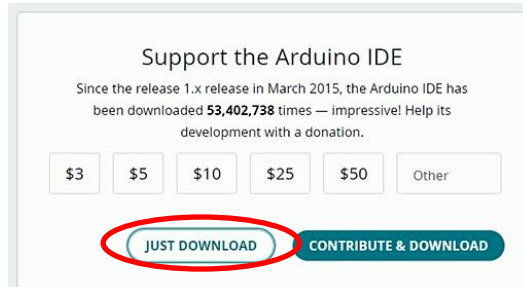 Support the Arduino IDE
Since the release 1.x release in March 2015, the Arduino IDE has
been downloaded 53,402,738 times — impressive! Help its
development with a donation.
$3 $5 $10 $25 $50 Other
JUST DOWNLOAD CONTRIBUTE & DOWNLOAD